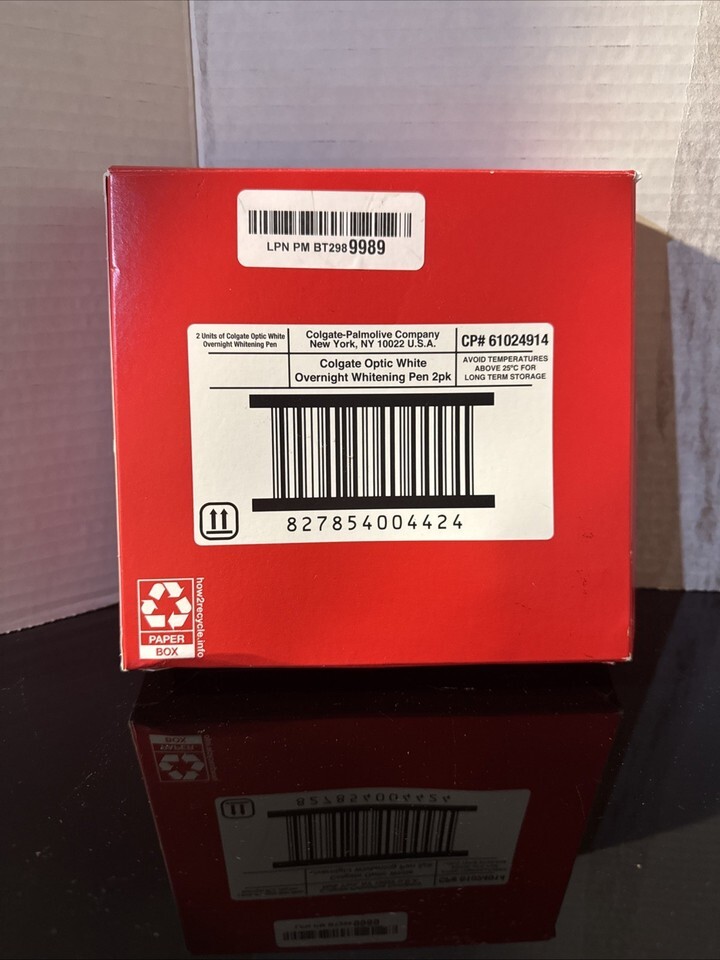 LPN PM BT2989989
2 Units of Colgate Optic White
Overnight Whitening Pen
Colgate-Palmolive Company
New York, NY 10022 U.S.A.
Colgate Optic White
Overnight Whitening Pen 2pk
CP# 61024914
AVOID TEMPERATURES
ABOVE 25°C FOR
LONG TERM STORAGE
827854004424
how2recycle.info
PAPER
BOX